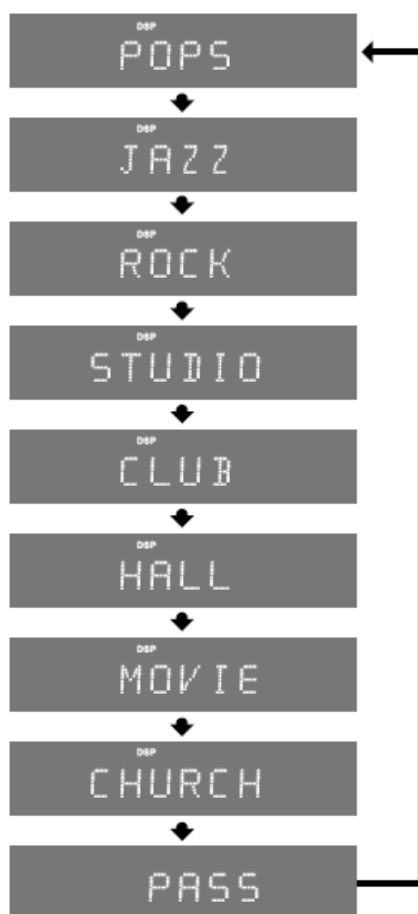 DSP
POPS
DSP
JAZZ
DSP
ROCK
DSP
STUDIO
DSP
CLUB
DSP
HALL
DSP
MOVIE
DSP
CHURCH
PASS